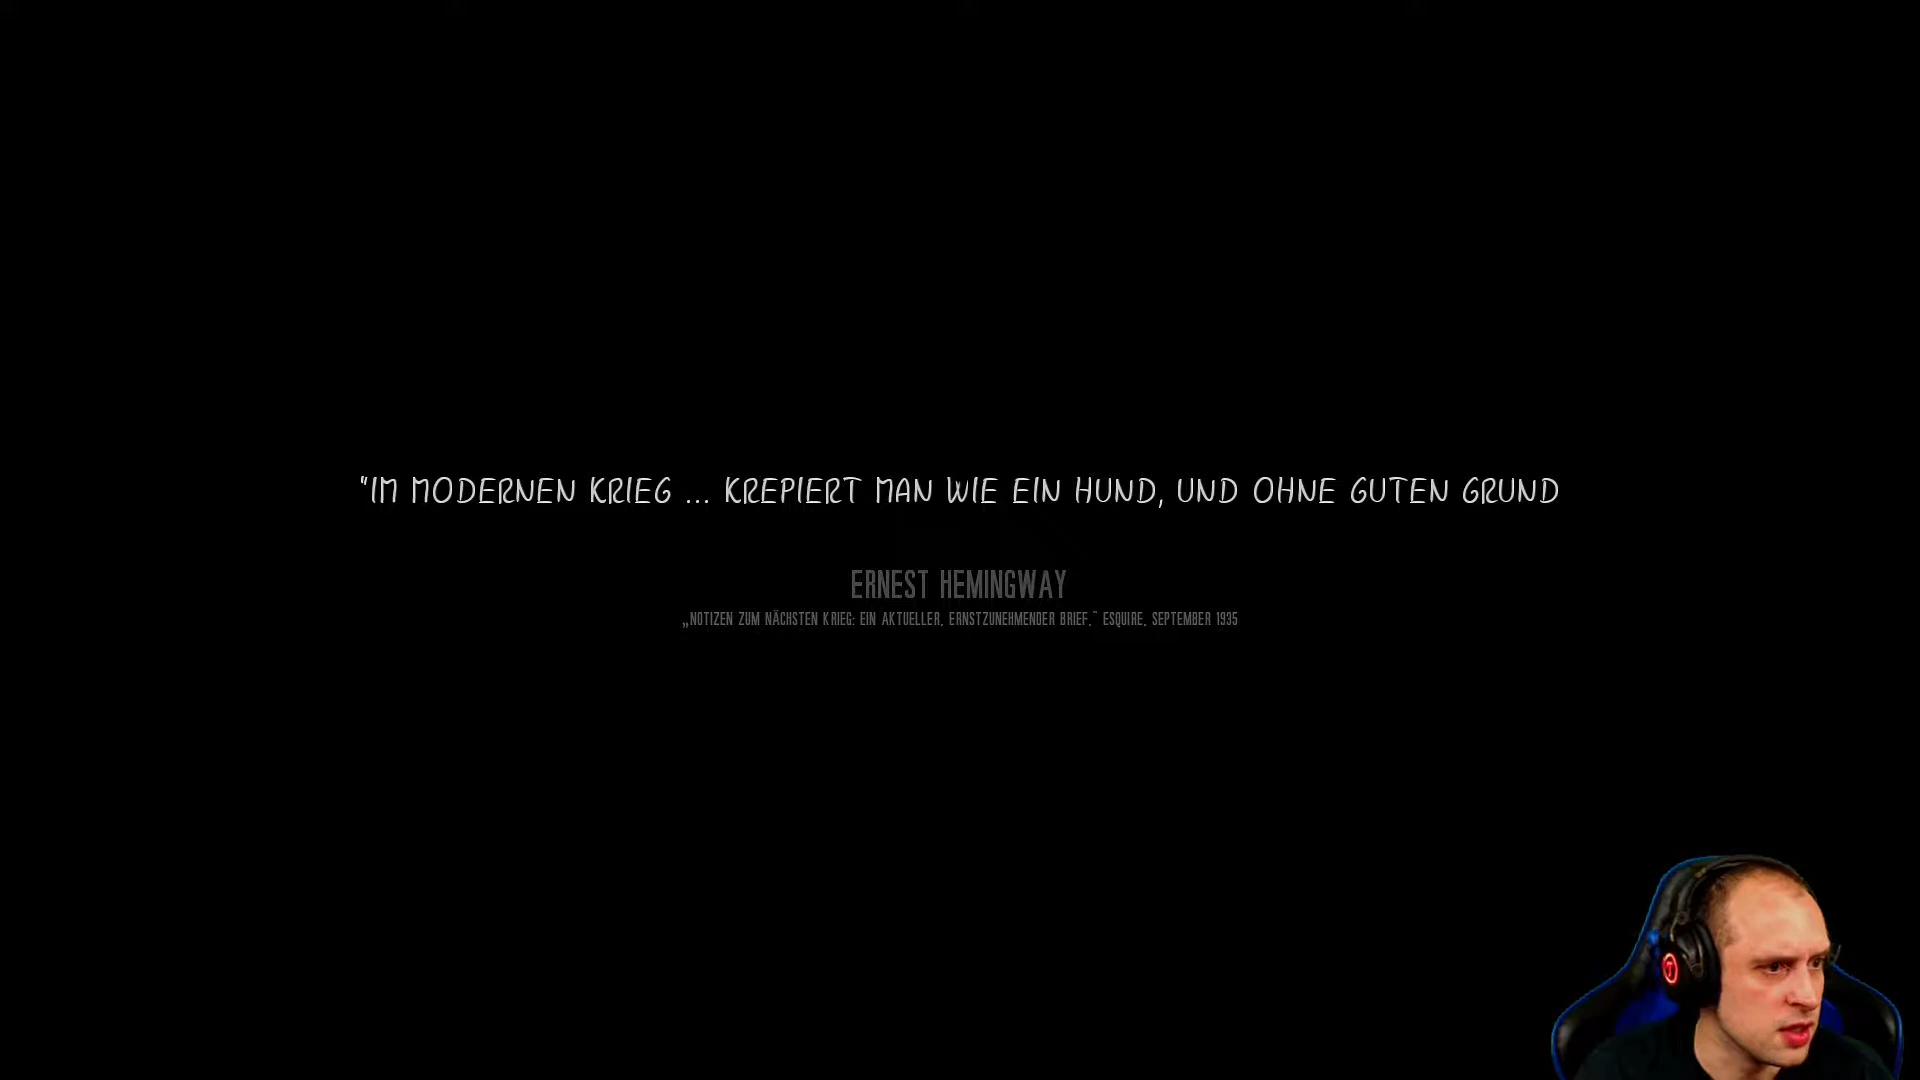 "IM MODERNEN KRIEG ... KREPIERT MAN WIE EIN HUND, UND OHNE GUTEN GRUND
ERNEST HEMINGWAY
„NOTIZEN ZUM NÄCHSTEN KRIEG: EIN AKTUELLER, ERNSTZUNEHMENDER BRIEF,“ ESQUIRE, SEPTEMBER 1935